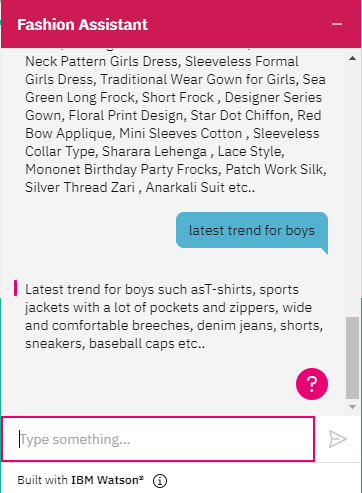 Fashion Assistant
Neck Pattern Girls Dress, Sleeveless Formal
Girls Dress, Traditional Wear Gown for Girls, Sea
Green Long Frock, Short Frock , Designer Series
Gown, Floral Print Design, Star Dot Chiffon, Red
Bow Applique, Mini Sleeves Cotton , Sleeveless
Collar Type, Sharara Lehenga , Lace Style,
Mononet Birthday Party Frocks, Patch Work Silk,
Silver Thread Zari , Anarkali Suit etc..
latest trend for boys
Latest trend for boys such asT-shirts, sports
jackets with a lot of pockets and zippers, wide
and comfortable breeches, denim jeans, shorts,
sneakers, baseball caps etc..
?
Type something...
Built with IBM Watson®